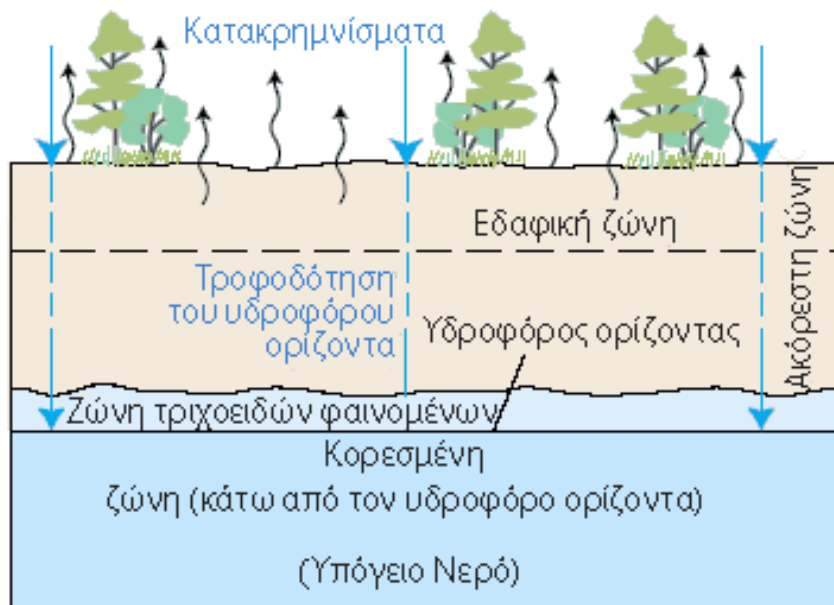 Κατακρημνίσματα
Εδαφική ζώνη
Ακόρεστη ζώνη
Τροφοδότηση
του υδροφόρου
ορίζοντα
Υδροφόρος ορίζοντας
Ζώνη τριχοειδών φαινομένων
Κορεσμένη
ζώνη (κάτω από τον υδροφόρο ορίζοντα)
(Υπόγειο Νερό)